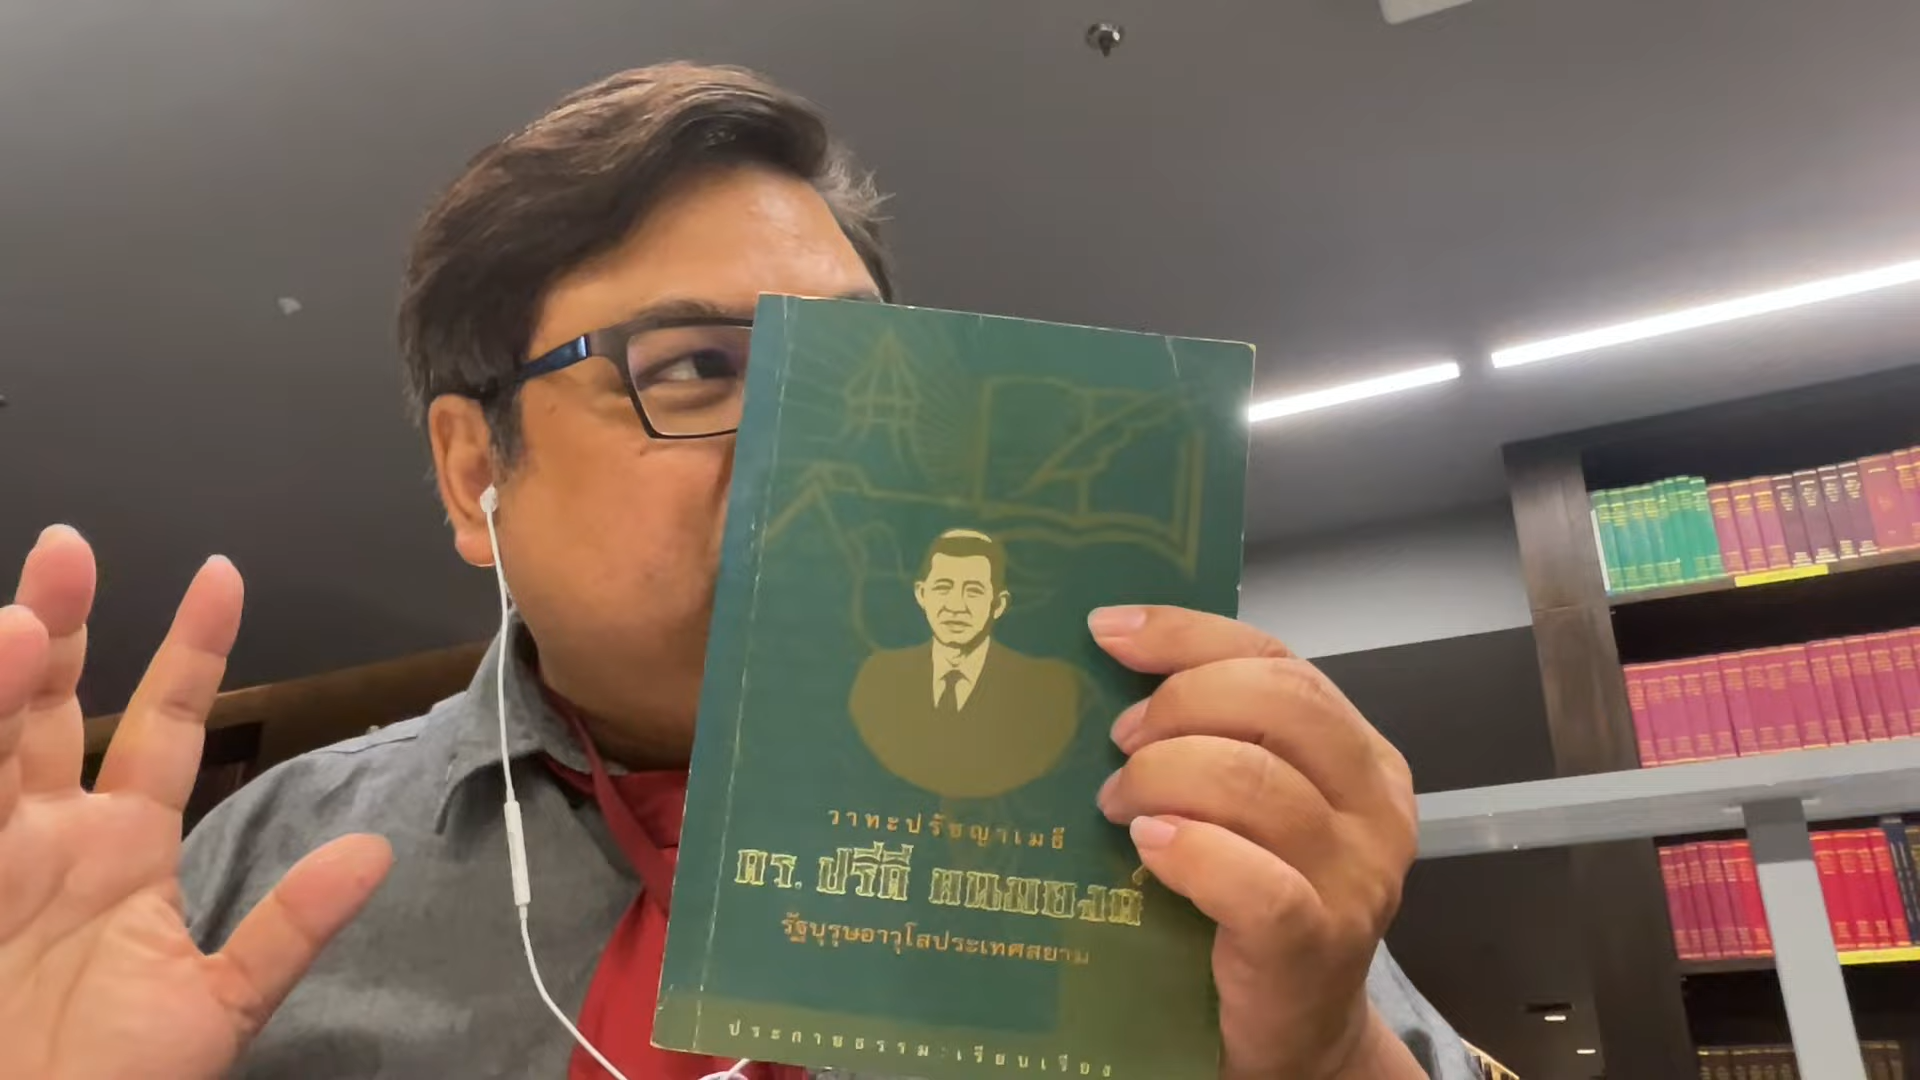 วาทะปรัชญาเมธี
ดร. ปรีดี พนมยงค์
รัฐบุรุษอาวุโสประเทศสยาม
ประกายธรรม : เรียบเรียง